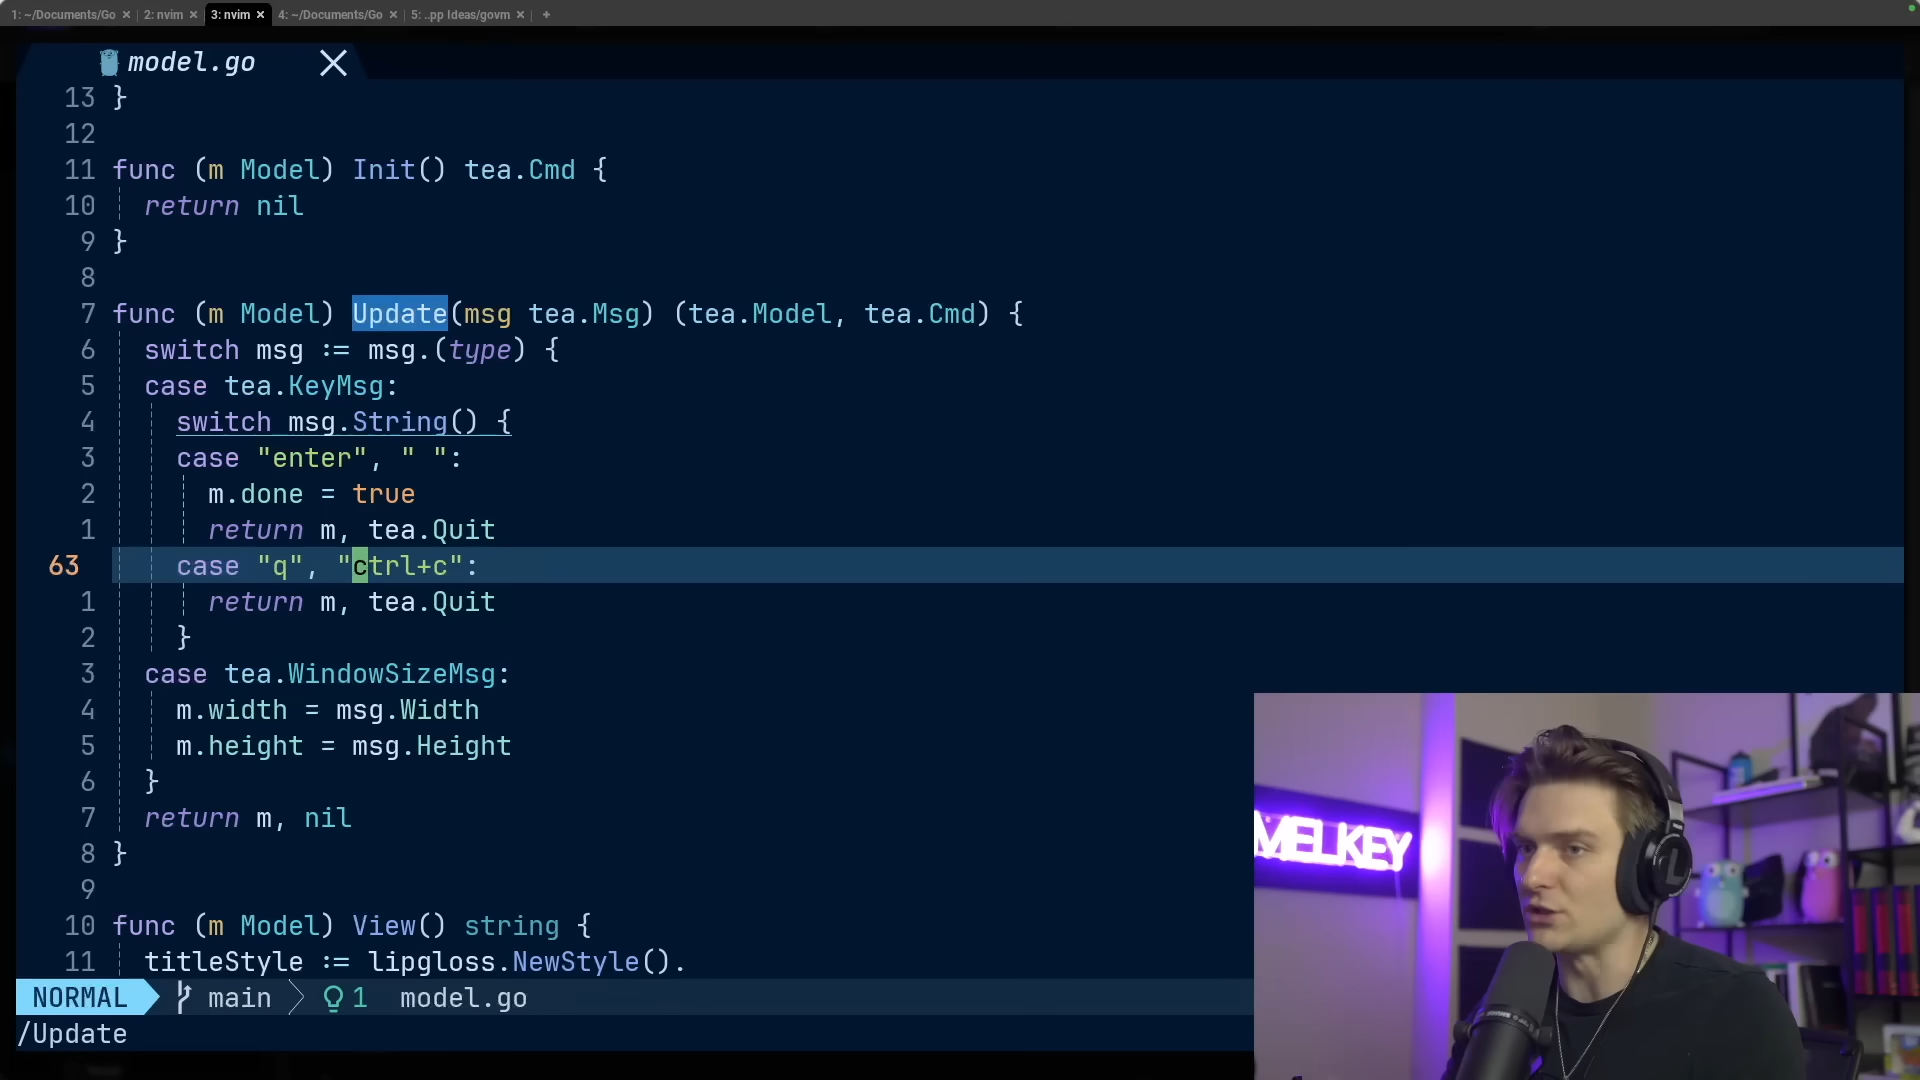 1: ~/Documents/Go × 2: nvim × 3: nvim × 4: ~/Documents/Go × 5: ..pp Ideas/govm × +
model.go
13 }
12
11 func (m Model) Init() tea.Cmd {
10 return nil
9 }
8
7 func (m Model) Update(msg tea.Msg) (tea.Model, tea.Cmd) {
6 switch msg := msg.(type) {
5 case tea.KeyMsg:
4 switch msg.String() {
3 case "enter", " ":
2 m.done = true
1 return m, tea.Quit
63 case "q", "ctrl+c":
1 return m, tea.Quit
2 }
3 case tea.WindowSizeMsg:
4 m.width = msg.Width
5 m.height = msg.Height
6 }
7 return m, nil
8 }
9
10 func (m Model) View() string {
11 titleStyle := lipgloss.NewStyle().
NORMAL main 1 model.go
/Update
MELKEY